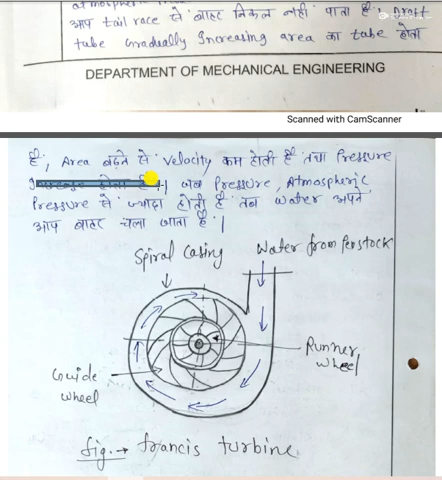 आप tail race से बाहर निकल नहीं पाता है। Draft
tube Gradually Increasing area का tube होता
DEPARTMENT OF MECHANICAL ENGINEERING
Scanned with CamScanner
है, Area बढ़ने से Velocity कम होती है तथा Pressure
होता है। जब Pressure, Atmospheric
Pressure से ज्यादा होती है तब water अपने
आप बाहर चला जाता है।
Spiral Casing Water from Penstock
Runner
wheel
Guide
wheel
fig. → francis turbine